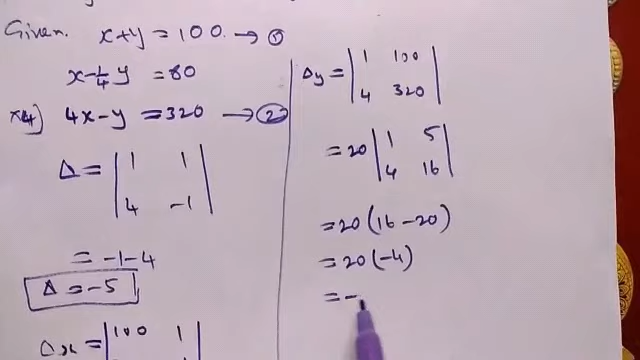 Given. x+y = 100 → ①
x-1/4 y = 80
×4) 4x-y = 320 → ②
Δ = | 1 1 |
| 4 -1 |
= -1-4
Δ = -5
Δx = | 100 1 |
Δy = | 1 100 |
| 4 320 |
= 20 | 1 5 |
| 4 16 |
= 20(16-20)
= 20(-4)
= -